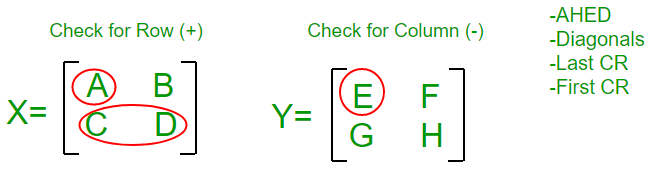 Check for Row (+)
Check for Column (-)
-AHED
-Diagonals
-Last CR
-First CR
X=
A B
C D
Y=
E F
G H